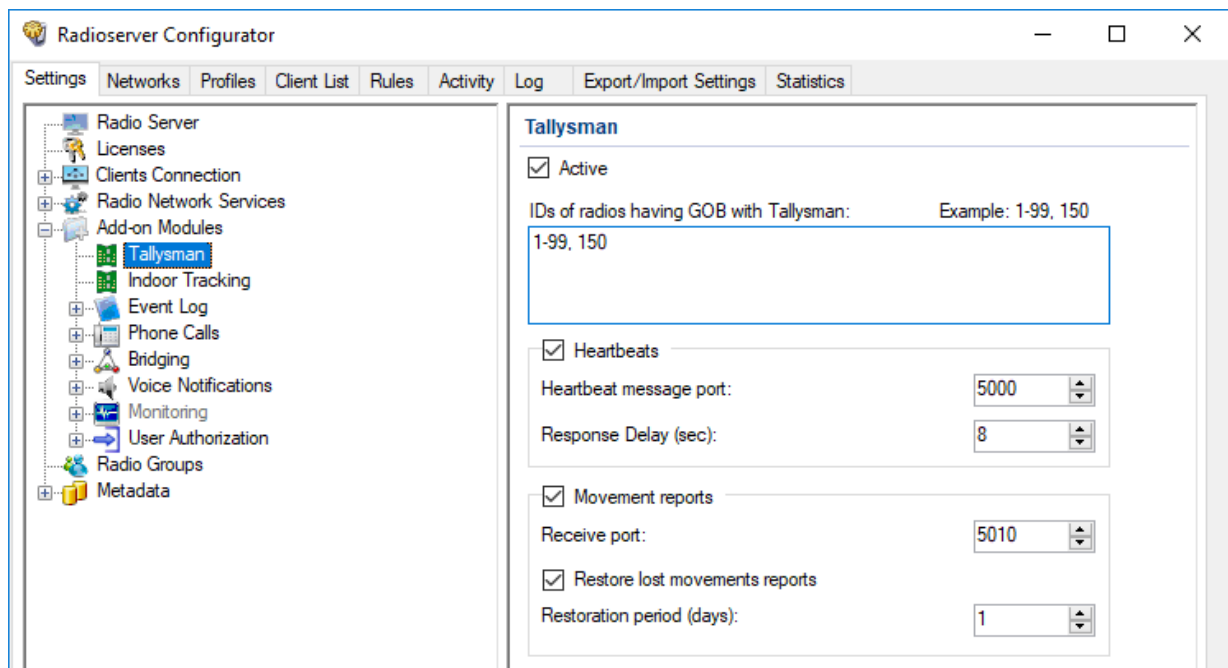 Radioserver Configurator
Settings Networks Profiles Client List Rules Activity Log Export/Import Settings Statistics
Radio Server
Licenses
Clients Connection
Radio Network Services
Add-on Modules
Tallysman
Indoor Tracking
Event Log
Phone Calls
Bridging
Voice Notifications
Monitoring
User Authorization
Radio Groups
Metadata
Tallysman
Active
IDs of radios having GOB with Tallysman: Example: 1-99, 150
1-99, 150
Heartbeats
Heartbeat message port: 5000
Response Delay (sec): 8
Movement reports
Receive port: 5010
Restore lost movements reports
Restoration period (days): 1